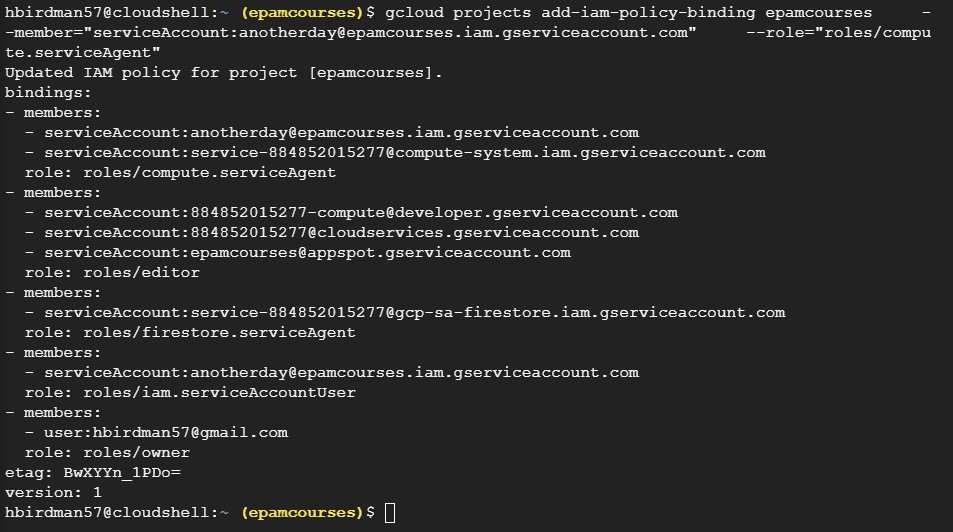 hbirdman57@cloudshell:~ (epamcourses)$ gcloud projects add-iam-policy-binding epamcourses     -
-member="serviceAccount:anotherday@epamcourses.iam.gserviceaccount.com"     --role="roles/compu
te.serviceAgent"
Updated IAM policy for project [epamcourses].
bindings:
- members:
  - serviceAccount:anotherday@epamcourses.iam.gserviceaccount.com
  - serviceAccount:service-884852015277@compute-system.iam.gserviceaccount.com
  role: roles/compute.serviceAgent
- members:
  - serviceAccount:884852015277-compute@developer.gserviceaccount.com
  - serviceAccount:884852015277@cloudservices.gserviceaccount.com
  - serviceAccount:epamcourses@appspot.gserviceaccount.com
  role: roles/editor
- members:
  - serviceAccount:service-884852015277@gcp-sa-firestore.iam.gserviceaccount.com
  role: roles/firestore.serviceAgent
- members:
  - serviceAccount:anotherday@epamcourses.iam.gserviceaccount.com
  role: roles/iam.serviceAccountUser
- members:
  - user:hbirdman57@gmail.com
  role: roles/owner
etag: BwXYYn_1PDo=
version: 1
hbirdman57@cloudshell:~ (epamcourses)$